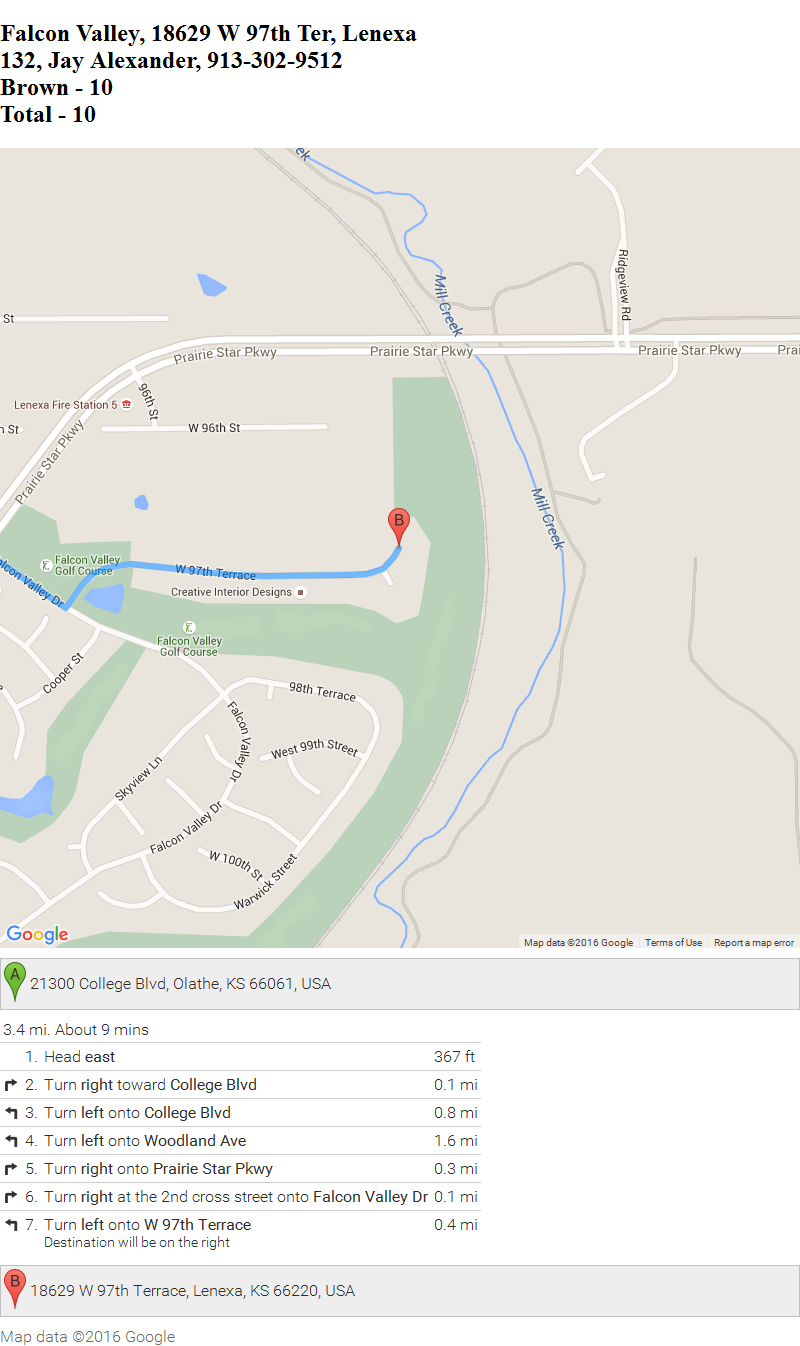 Falcon Valley, 18629 W 97th Ter, Lenexa
132, Jay Alexander, 913-302-9512
Brown - 10
Total - 10
ek
Ridgeview Rd
Mill Creek
St
Prairie Star Pkwy
Prairie Star Pkwy
Prairie Star Pkwy
Prai
96th St
Lenexa Fire Station 5
h St
W 96th St
Prairie Star Pkwy
Mill Creek
B
Falcon Valley
Golf Course
alcon Valley Dr
W 97th Terrace
Creative Interior Designs
Falcon Valley
Golf Course
Cooper St
98th Terrace
Falcon Valley Dr
West 99th Street
Skyview Ln
Falcon Valley Dr
W 100th St
Warwick Street
Google
Map data ©2016 Google
Terms of Use
Report a map error
A
21300 College Blvd, Olathe, KS 66061, USA
3.4 mi. About 9 mins
1. Head east 367 ft
2. Turn right toward College Blvd 0.1 mi
3. Turn left onto College Blvd 0.8 mi
4. Turn left onto Woodland Ave 1.6 mi
5. Turn right onto Prairie Star Pkwy 0.3 mi
6. Turn right at the 2nd cross street onto Falcon Valley Dr 0.1 mi
7. Turn left onto W 97th Terrace 0.4 mi
Destination will be on the right
B
18629 W 97th Terrace, Lenexa, KS 66220, USA
Map data ©2016 Google